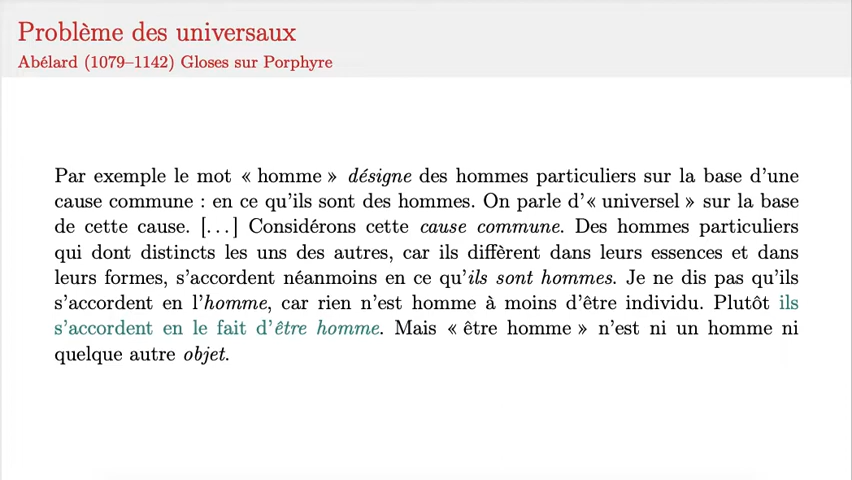 Problème des universaux
Abélard (1079–1142) Gloses sur Porphyre
Par exemple le mot « homme » désigne des hommes particuliers sur la base d'une
cause commune : en ce qu'ils sont des hommes. On parle d'« universel » sur la base
de cette cause. [...] Considérons cette cause commune. Des hommes particuliers
qui dont distincts les uns des autres, car ils diffèrent dans leurs essences et dans
leurs formes, s'accordent néanmoins en ce qu'ils sont hommes. Je ne dis pas qu'ils
s'accordent en l'homme, car rien n'est homme à moins d'être individu. Plutôt ils
s'accordent en le fait d'être homme. Mais « être homme » n'est ni un homme ni
quelque autre objet.